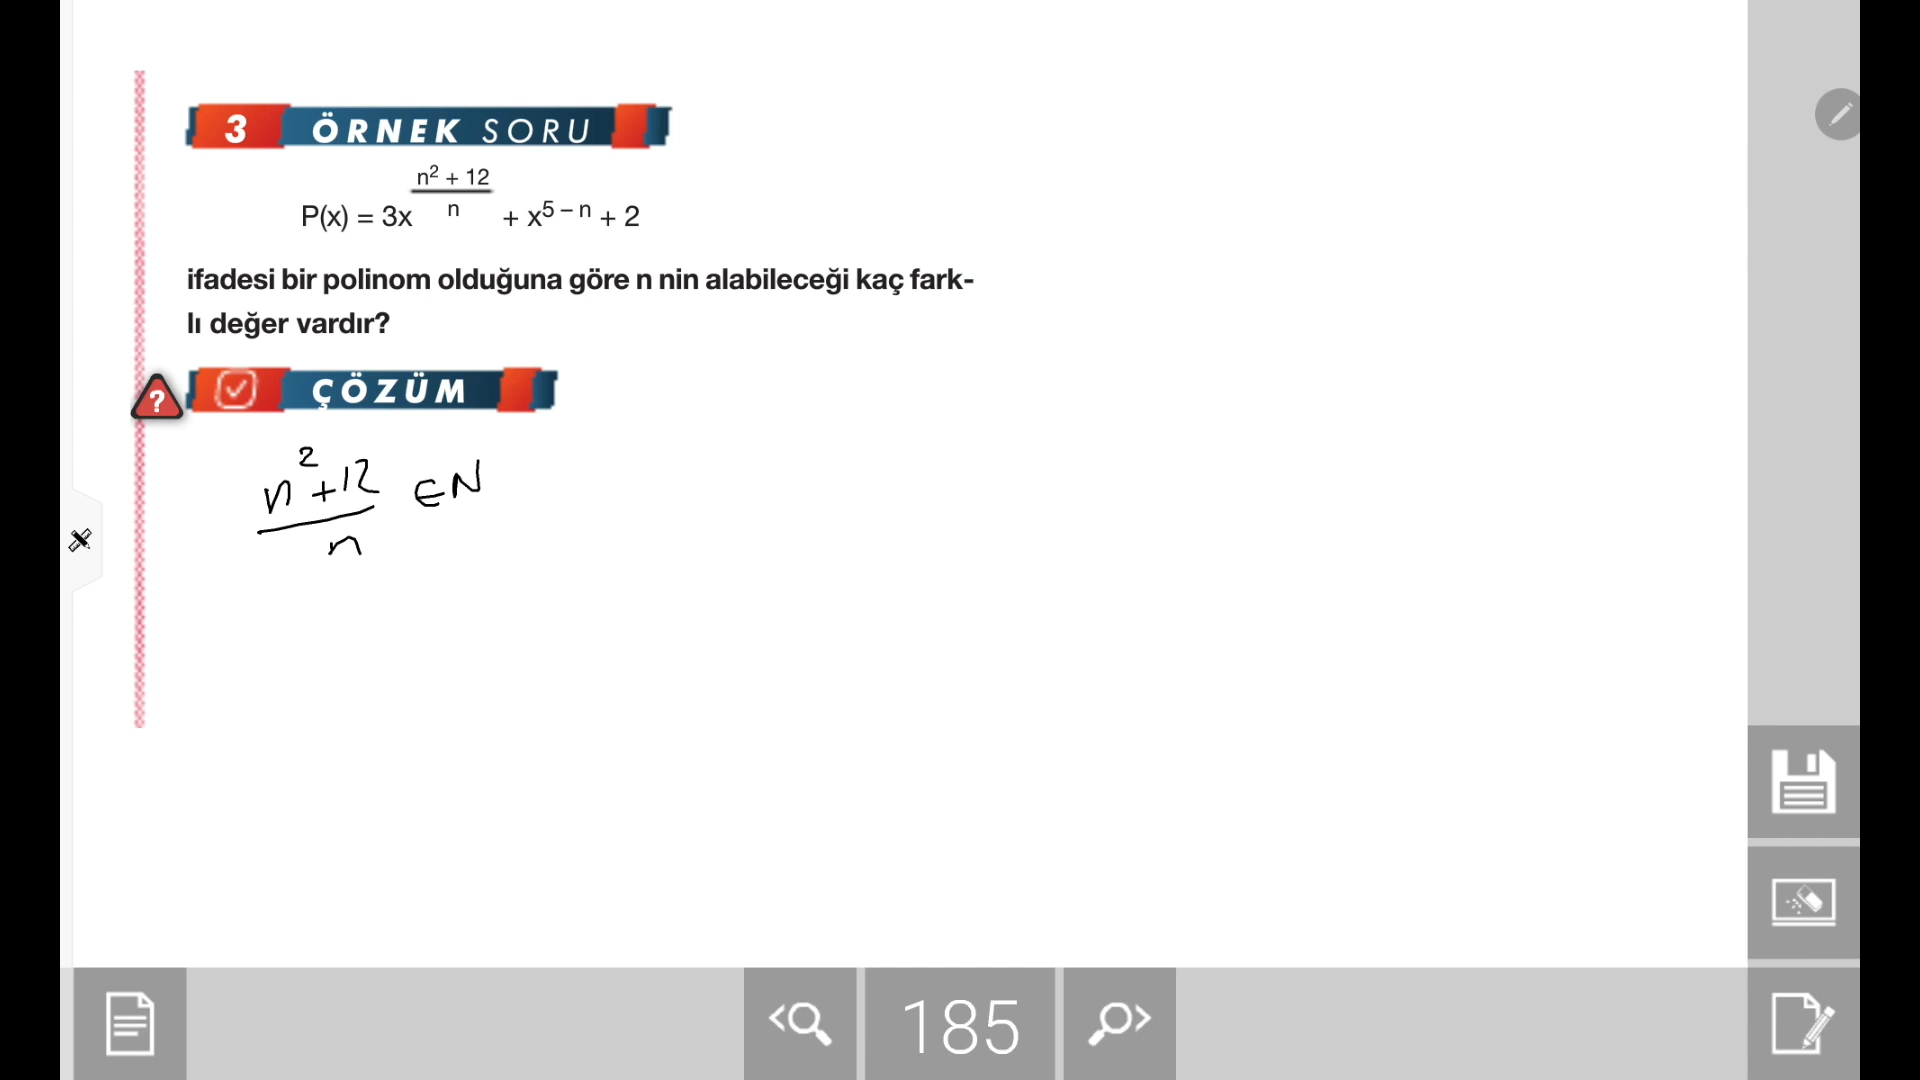 3 ÖRNEK SORU
P(x) = 3x^((n² + 12)/n) + x^(5 – n) + 2
ifadesi bir polinom olduğuna göre n nin alabileceği kaç fark-
lı değer vardır?
? ÇÖZÜM
(n² + 12)/n ∈ N
185